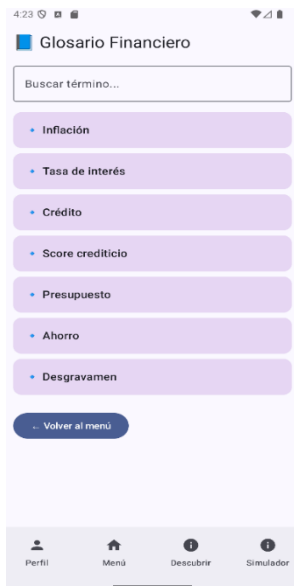 4:23
Glosario Financiero
Buscar término...
Inflación
Tasa de interés
Crédito
Score crediticio
Presupuesto
Ahorro
Desgravamen
← Volver al menú
Perfil Menú Descubrir Simulador